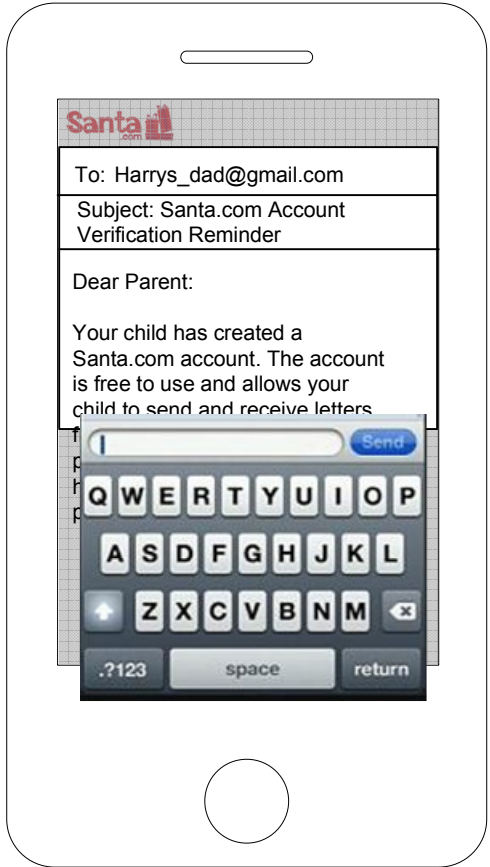 Santa
.com
To: Harrys_dad@gmail.com
Subject: Santa.com Account
Verification Reminder
Dear Parent:
Your child has created a
Santa.com account. The account
is free to use and allows your
child to send and receive letters
Send
Q W E R T Y U I O P
A S D F G H J K L
Z X C V B N M
.?123 space return